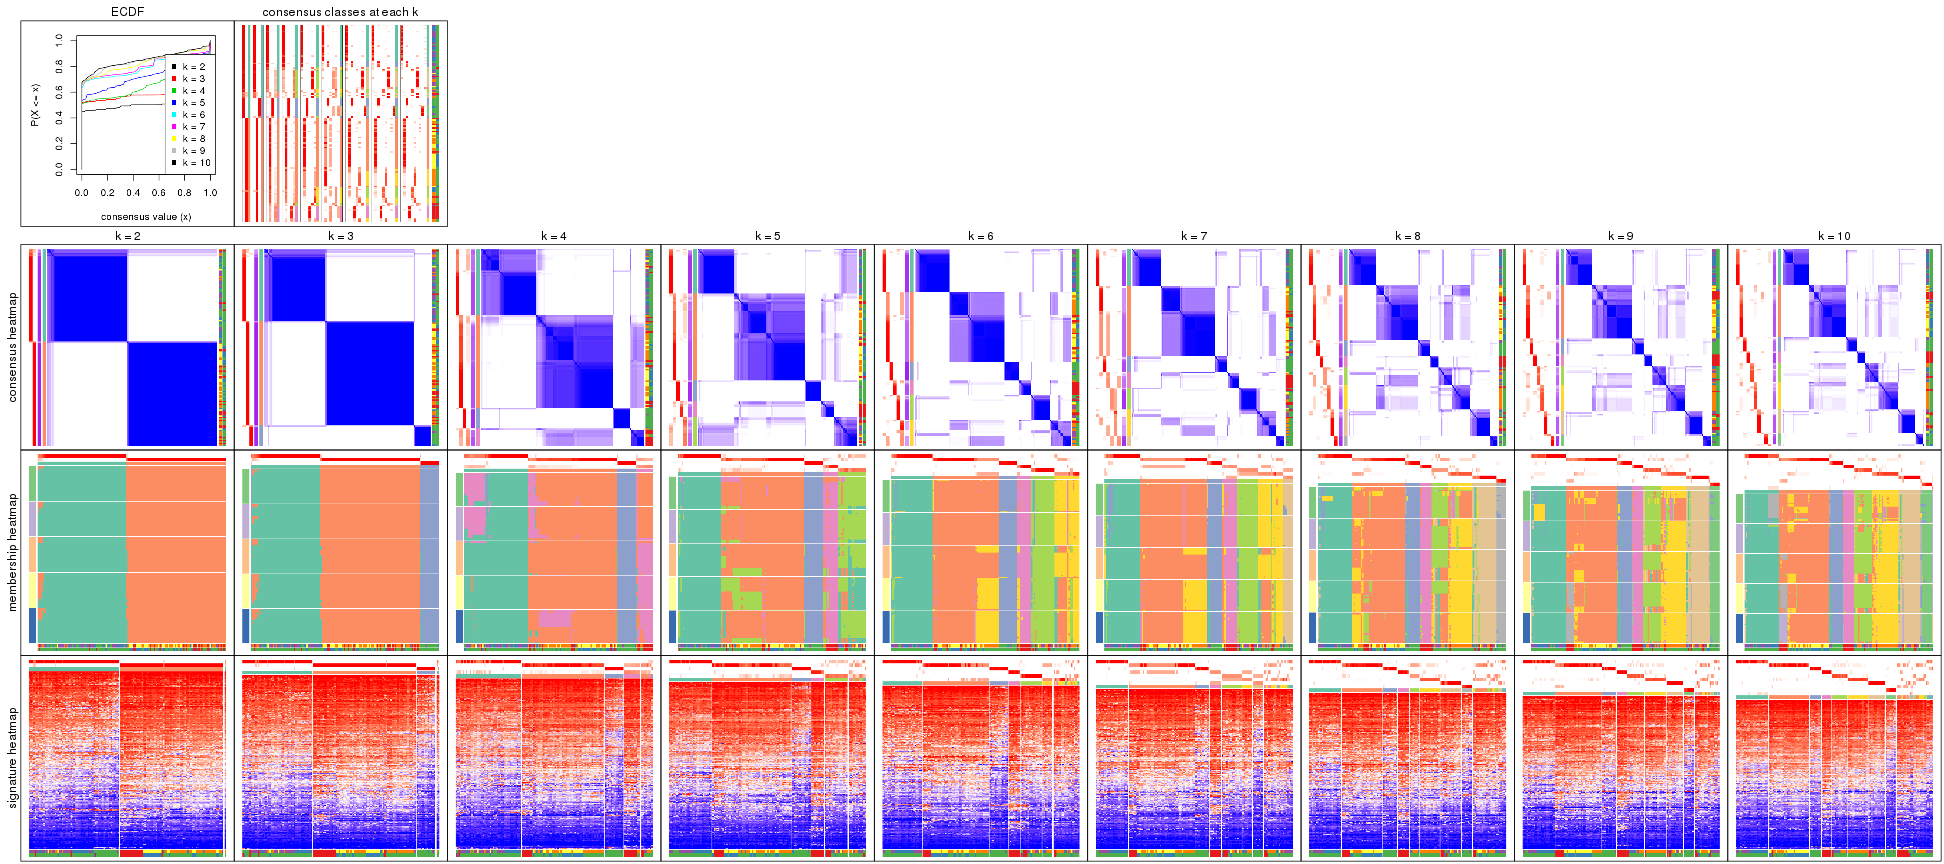 ECDF
consensus classes at each k
P(X <= x)
0.0 0.2 0.4 0.6 0.8 1.0
k = 2
k = 3
k = 4
k = 5
k = 6
k = 7
k = 8
k = 9
k = 10
0.0 0.2 0.4 0.6 0.8 1.0
consensus value (x)
k = 2 k = 3 k = 4 k = 5 k = 6 k = 7 k = 8 k = 9 k = 10
consensus heatmap
membership heatmap
signature heatmap